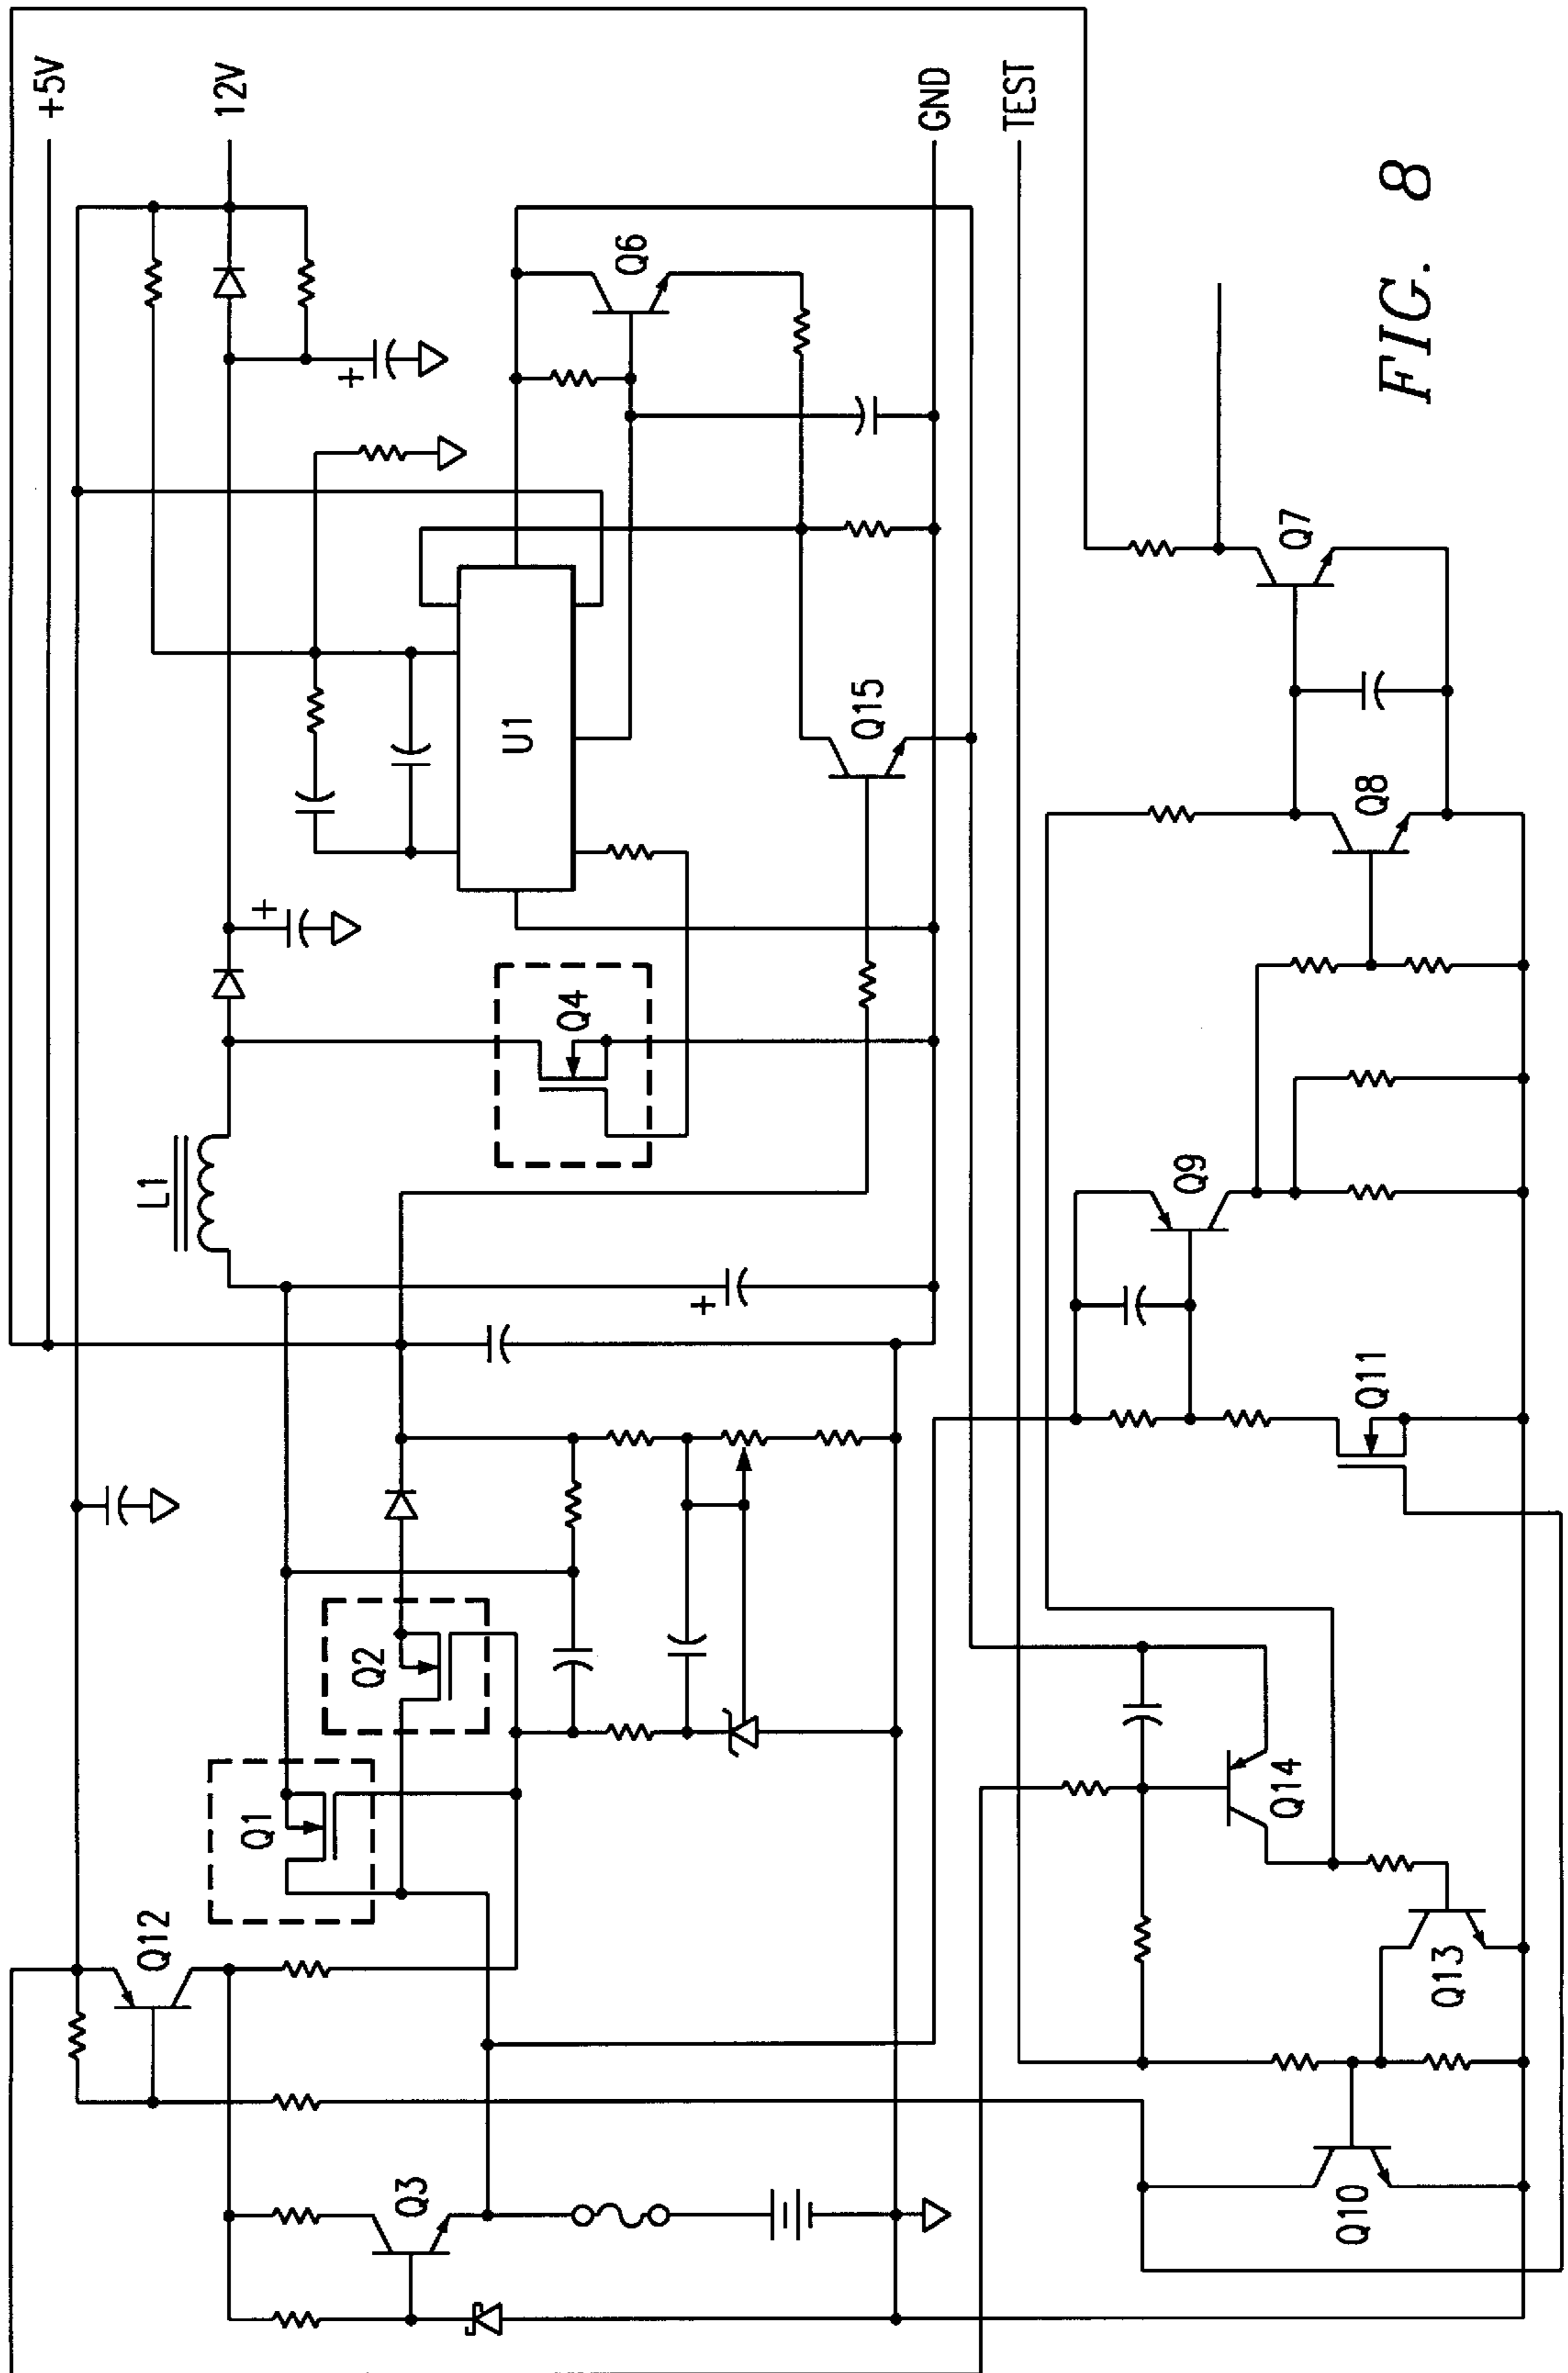 +5V
12V
GND
TEST
L1
U1
Q6
Q15
Q4
Q2
Q1
Q12
Q3
Q7
Q8
Q9
Q11
Q14
Q13
Q10
FIG. 8